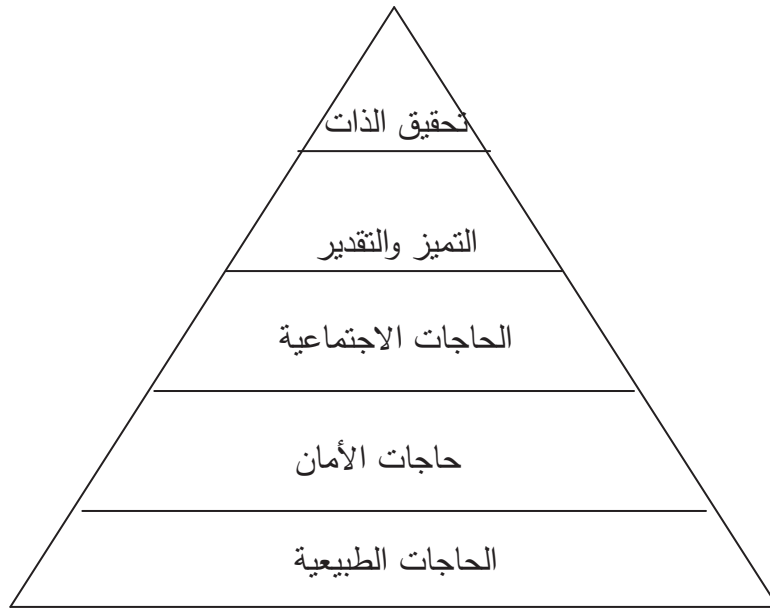 تحقيق الذات
التميز والتقدير
الحاجات الاجتماعية
حاجات الأمان
الحاجات الطبيعية